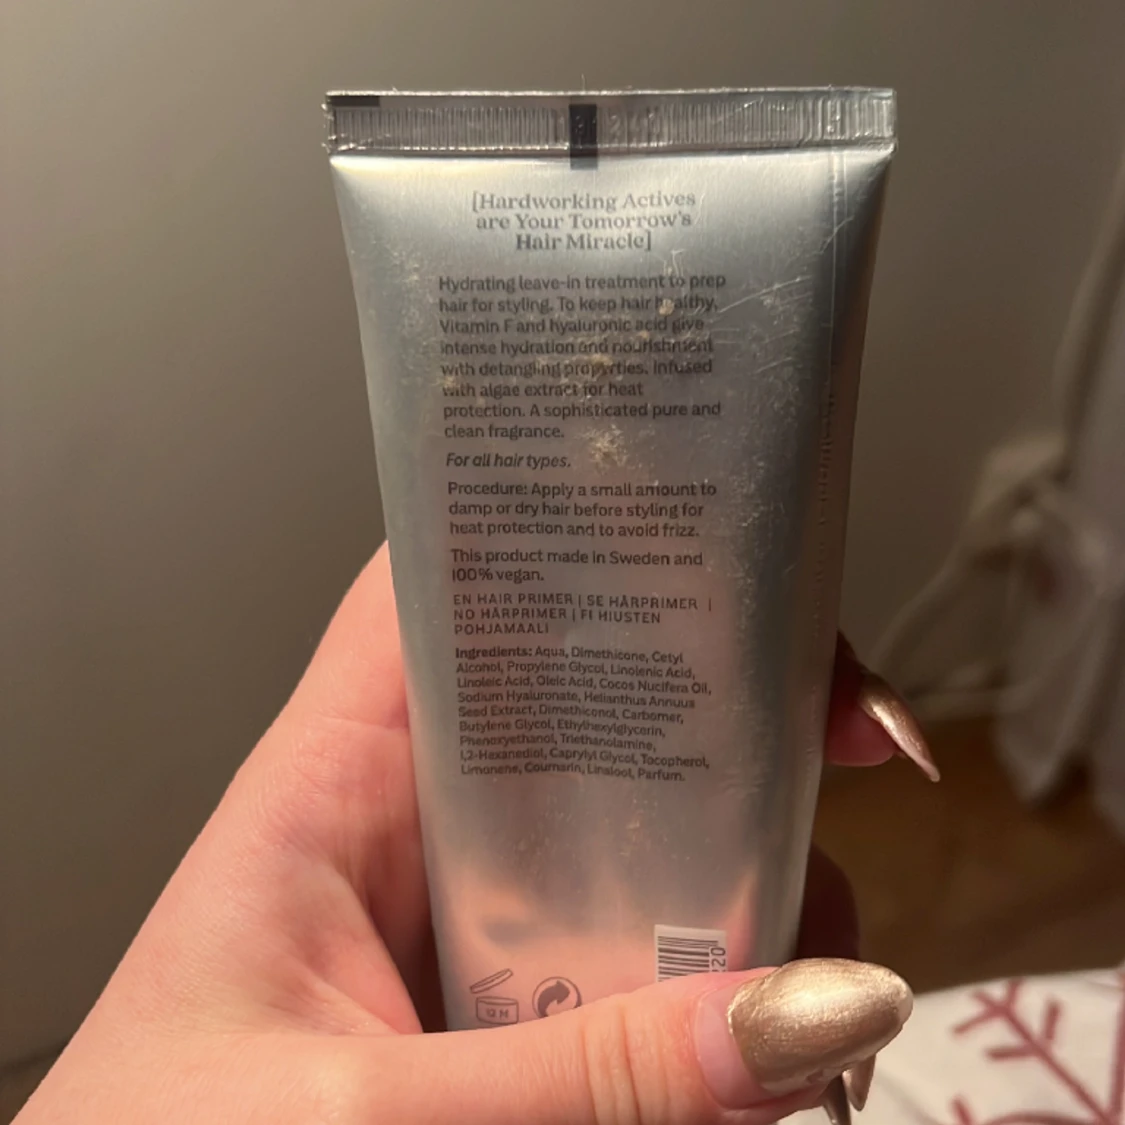 [Hardworking Actives
are Your Tomorrow's
Hair Miracle]
Hydrating leave-in treatment to prep
hair for styling. To keep hair healthy,
Vitamin F and hyaluronic acid give
intense hydration and nourishment
with detangling properties. Infused
with algae extract for heat
protection. A sophisticated pure and
clean fragrance.
For all hair types.
Procedure: Apply a small amount to
damp or dry hair before styling for
heat protection and to avoid frizz.
This product made in Sweden and
100% vegan.
EN HAIR PRIMER | SE HÅRPRIMER |
NO HÅRPRIMER | FI HIUSTEN
POHJAMAALI
Ingredients: Aqua, Dimethicone, Cetyl
Alcohol, Propylene Glycol, Linolenic Acid,
Linoleic Acid, Oleic Acid, Cocos Nucifera Oil,
Sodium Hyaluronate, Helianthus Annuus
Seed Extract, Dimethiconol, Carbomer,
Butylene Glycol, Ethylhexylglycerin,
Phenoxyethanol, Triethanolamine,
1,2-Hexanediol, Caprylyl Glycol, Tocopherol,
Limonene, Coumarin, Linalool, Parfum.
12 M
220